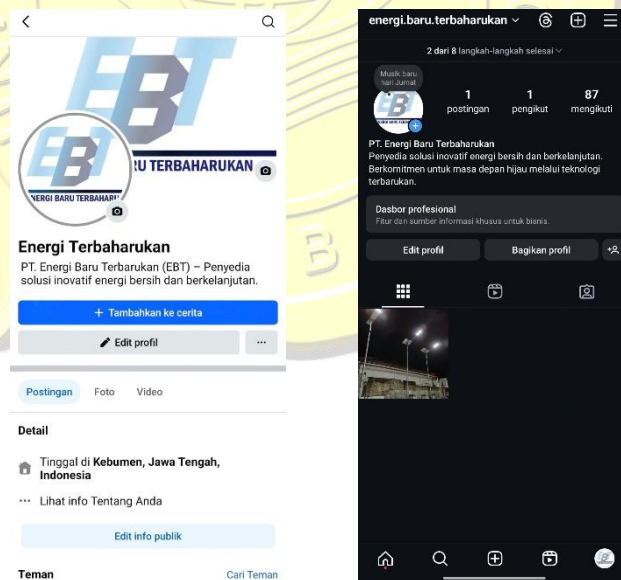 EBT
RU TERBAHARUKAN
EBT
Energi Terbaharukan
PT. Energi Baru Terbarukan (EBT) – Penyedia
solusi inovatif energi bersih dan berkelanjutan.
+ Tambahkan ke cerita
Edit profil
Postingan Foto Video
Detail
Tinggal di Kebumen, Jawa Tengah,
Indonesia
Lihat info Tentang Anda
Edit info publik
Teman Cari Teman
energi.baru.terbaharukan
2 dari 8 langkah-langkah selesai
Musik baru
hari Jumat
1 1 87
postingan pengikut mengikuti
PT. Energi Baru Terbaharukan
Penyedia solusi inovatif energi bersih dan berkelanjutan.
Berkomitmen untuk masa depan hijau melalui teknologi
terbarukan.
Dasbor profesional
Fitur dan sumber informasi khusus untuk bisnis.
Edit profil Bagikan profil